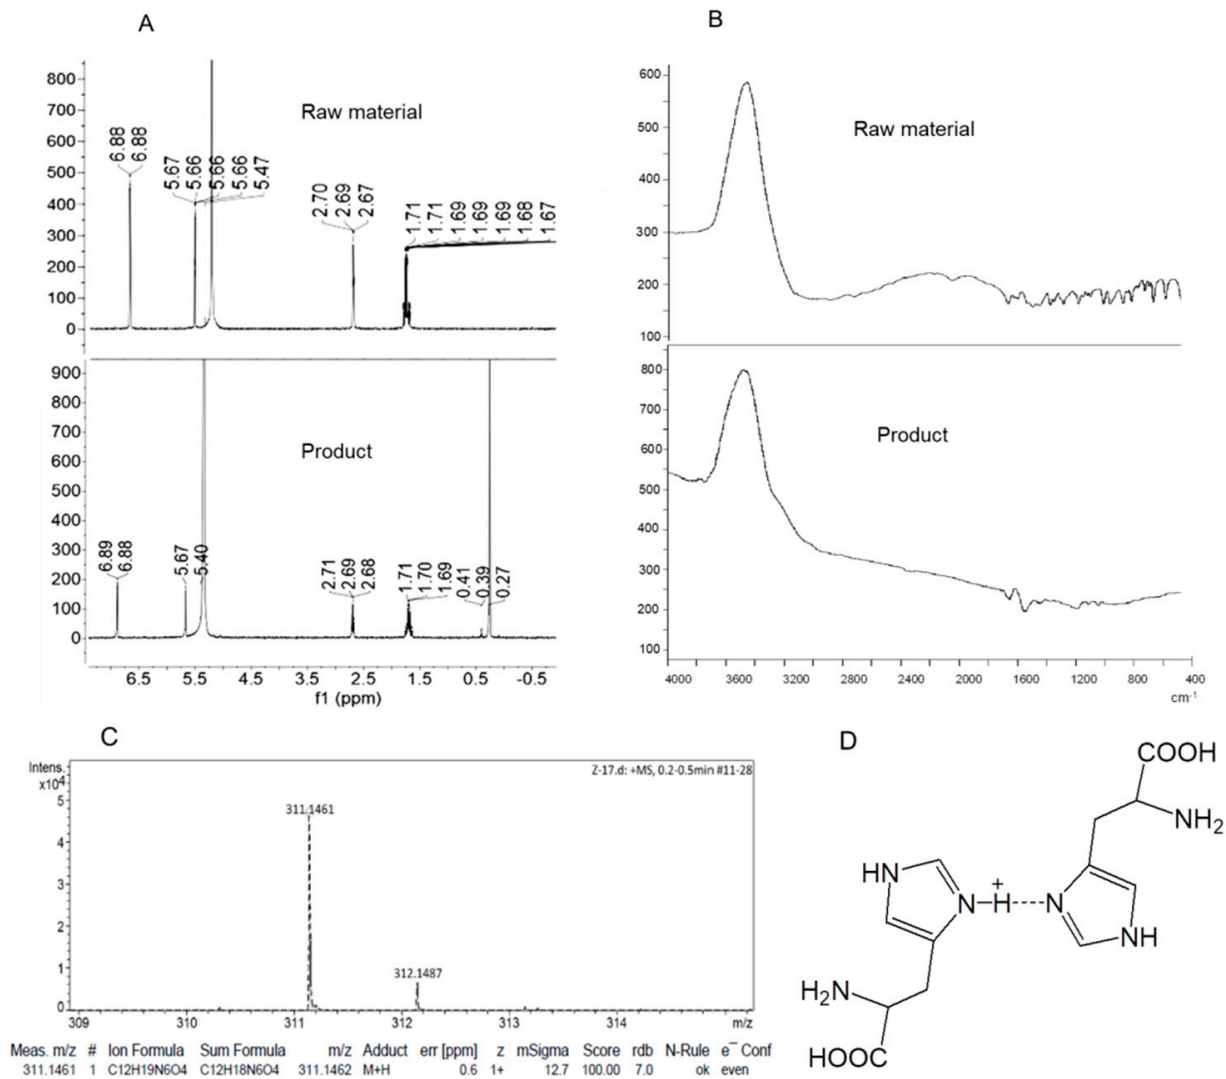 A
Raw material
800
700
600
500
400
300
200
100
0
6.88
6.88
5.67
5.66
5.66
5.66
5.47
2.70
2.69
2.67
1.71
1.71
1.69
1.69
1.69
1.68
1.67
Product
900
800
700
600
500
400
300
200
100
0
6.89
6.88
5.67
5.40
2.71
2.69
2.68
1.71
1.70
1.69
0.41
0.39
0.27
6.5 5.5 4.5 3.5 2.5 1.5 0.5 -0.5
f1 (ppm)
B
Raw material
600
500
400
300
200
100
Product
800
700
600
500
400
300
200
100
4000 3600 3200 2800 2400 2000 1600 1200 800 400
cm-1
C
Intens.
x10^4
Z-17.d: +MS, 0.2-0.5min #11-28
5
4
3
2
1
0
311.1461
312.1487
309 310 311 312 313 314 m/z
Meas. m/z # Ion Formula Sum Formula m/z Adduct err [ppm] z mSigma Score rdb N-Rule e¯ Conf
311.1461 1 C12H19N6O4 C12H18N6O4 311.1462 M+H 0.6 1+ 12.7 100.00 7.0 ok even
D
COOH
NH2
HN
+
N-H----N
NH
H2N
HOOC